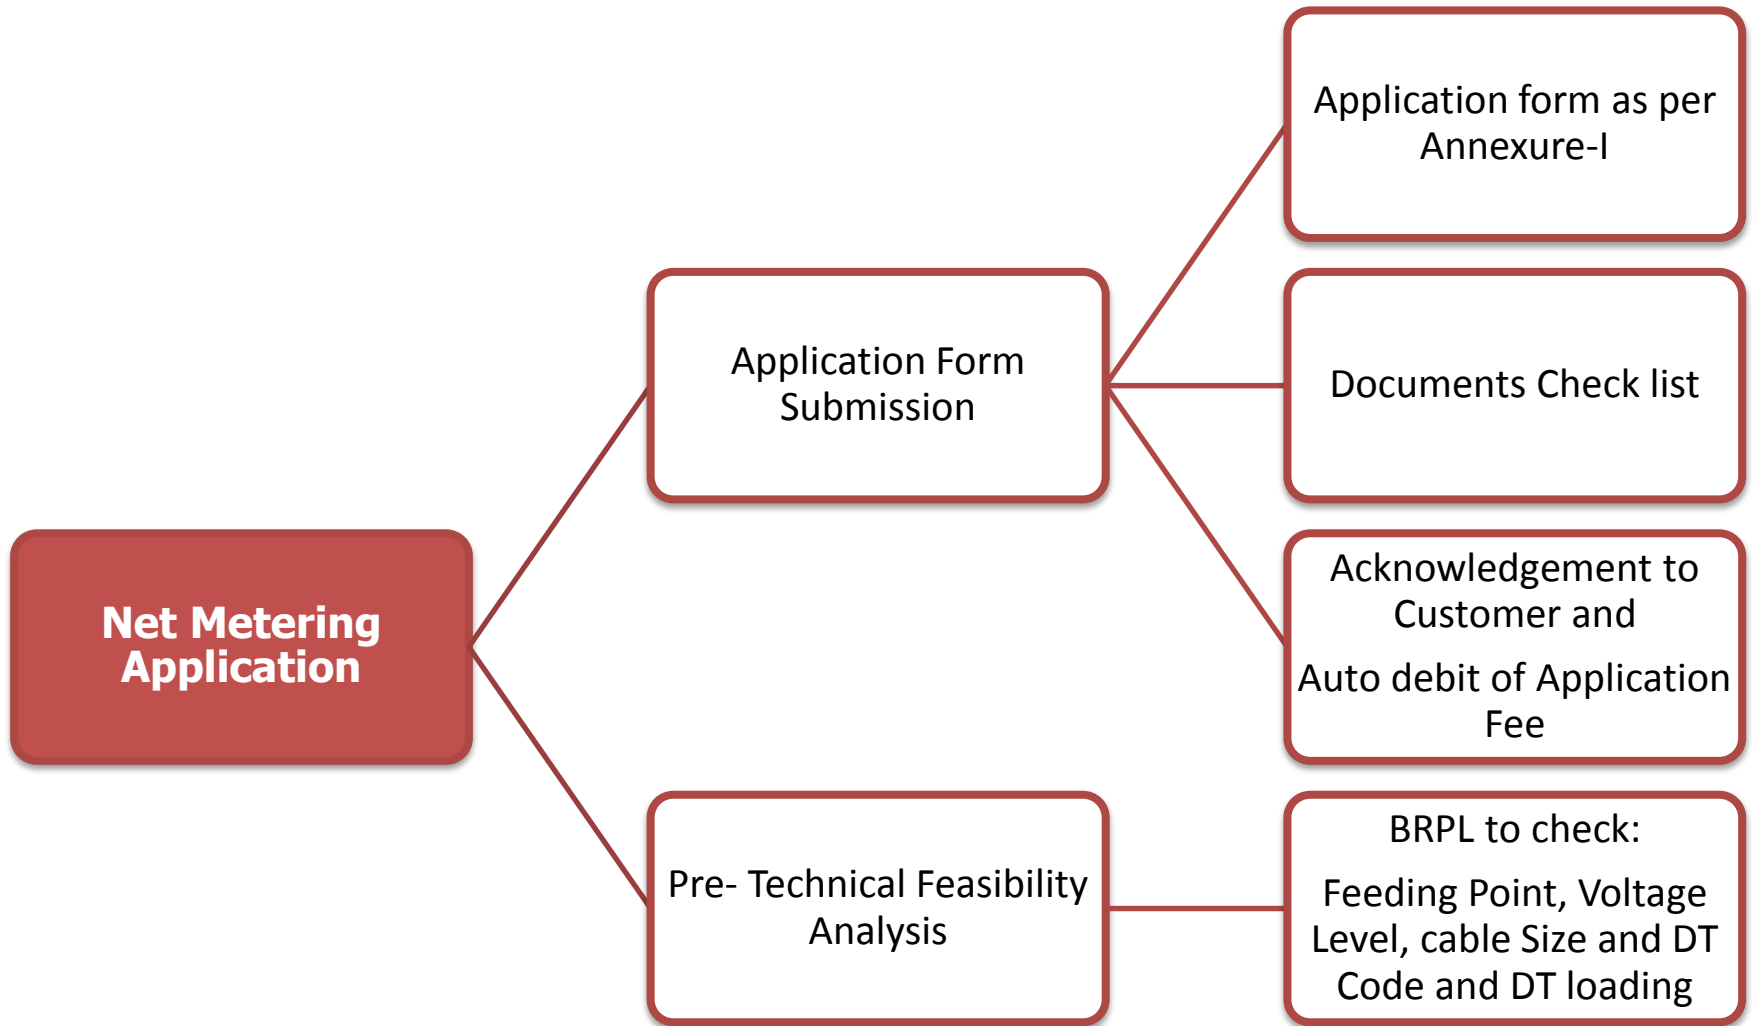 Net Metering
Application
Application Form
Submission
Application form as per
Annexure-I
Documents Check list
Acknowledgement to
Customer and
Auto debit of Application
Fee
Pre- Technical Feasibility
Analysis
BRPL to check:
Feeding Point, Voltage
Level, cable Size and DT
Code and DT loading